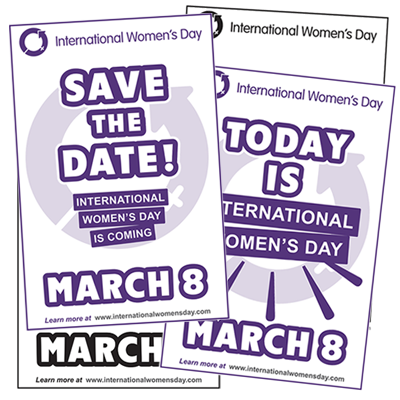 International Women's Day
SAVE
THE
DATE!
INTERNATIONAL
WOMEN'S DAY
IS COMING
MARCH 8
Learn more at www.internationalwomensday.com
International Women's Day
International Women's Day
TODAY
IS
TERNATIONAL
OMEN'S DAY
MARCH 8
Learn more at www.internationalwomensday.com
MARCH
Learn more at www.internationalwomensday.com